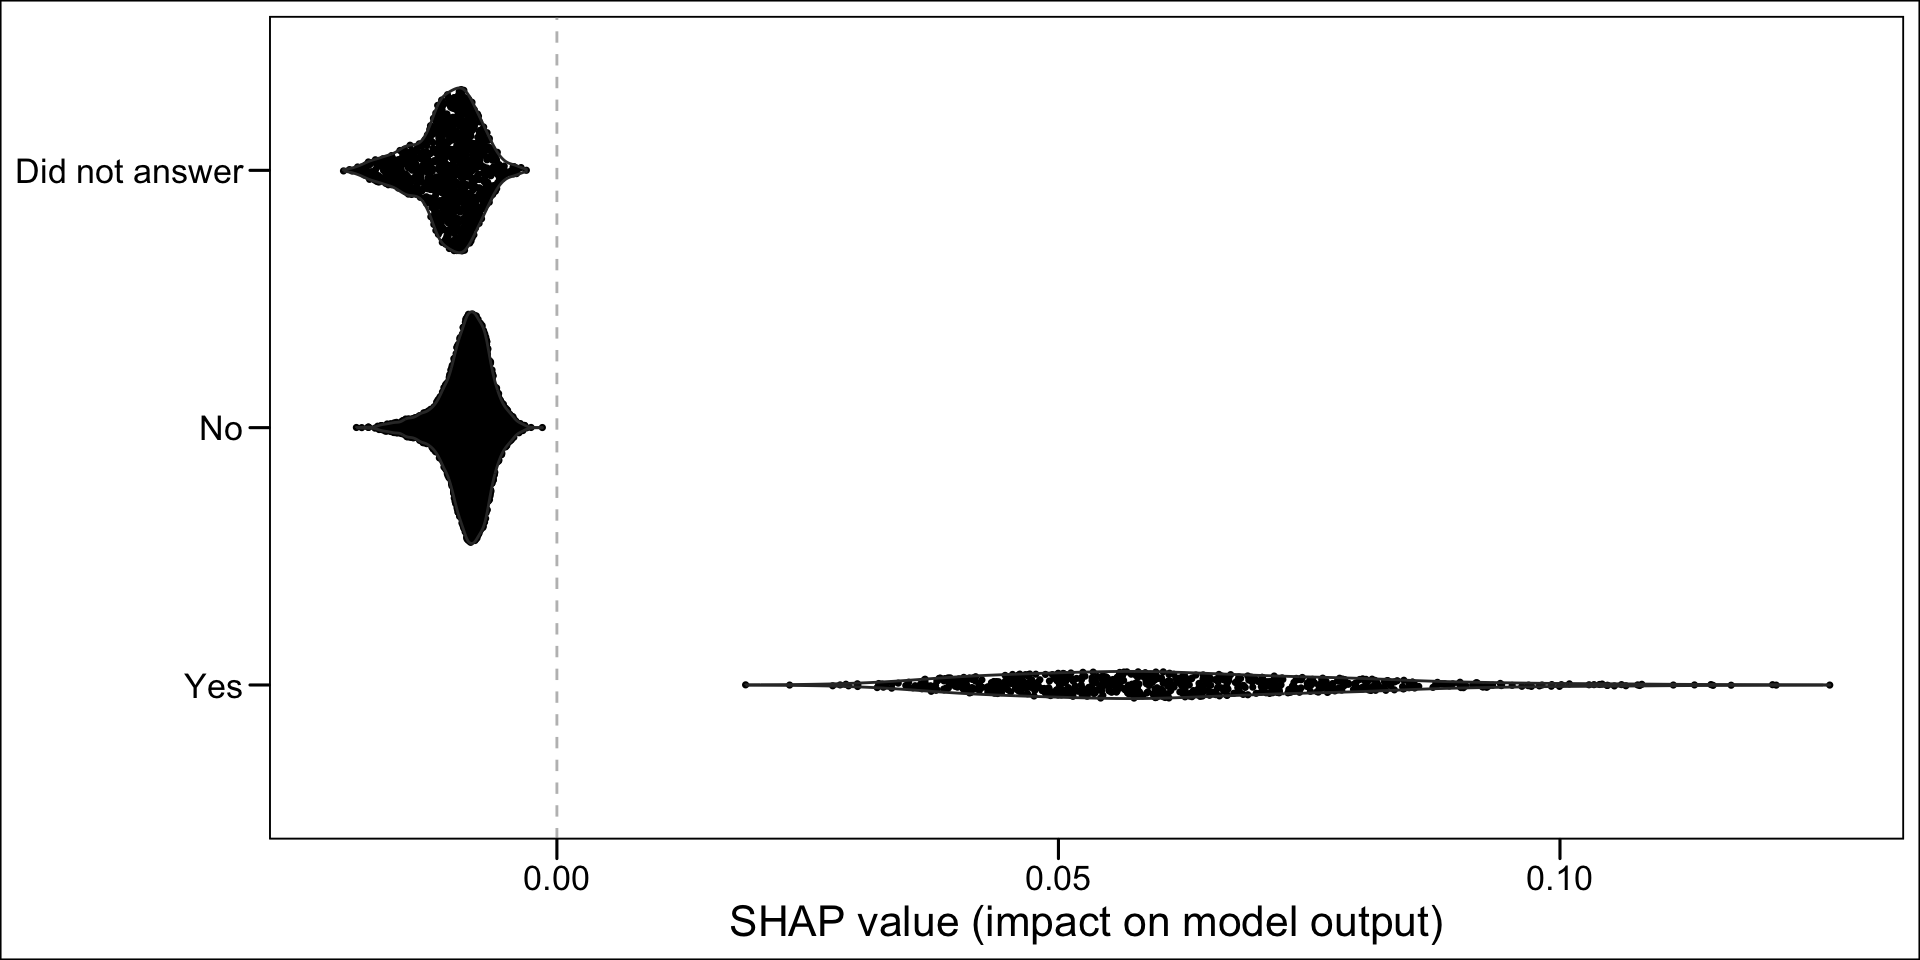 Did not answer
No
Yes
0.00 0.05 0.10
SHAP value (impact on model output)